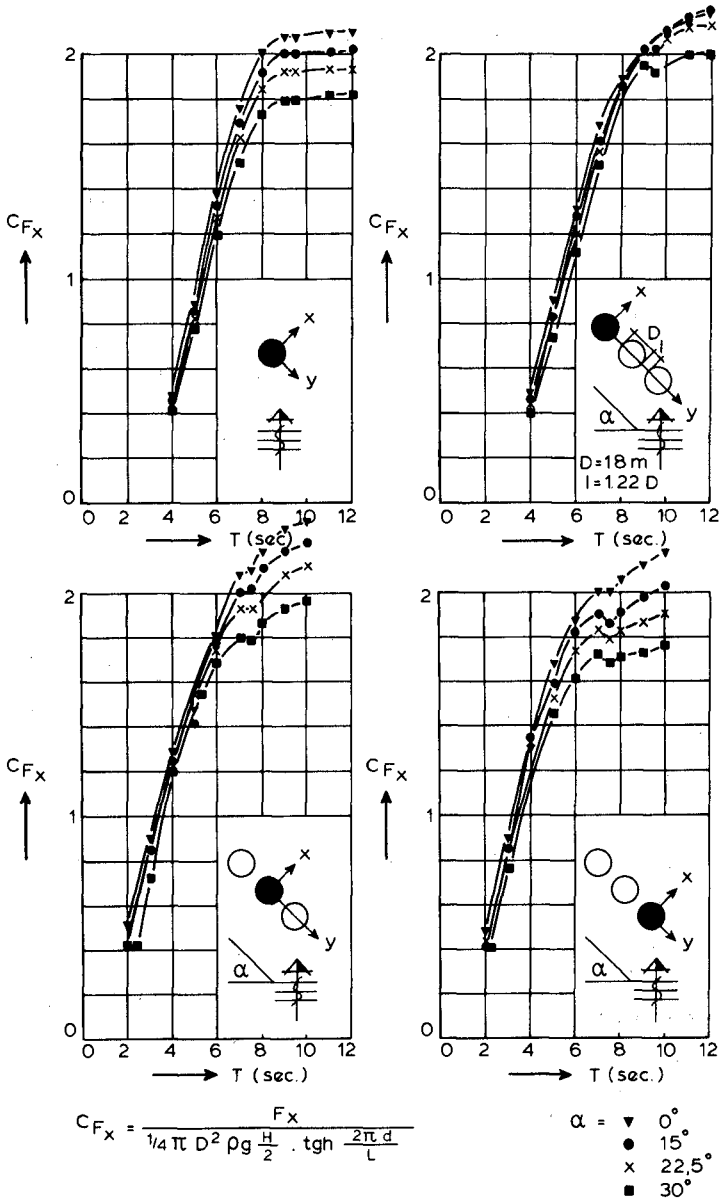 2
C_Fx
1
0
x
y
0 2 4 6 8 10 12
T (sec)
2
1
0
x
D
l
y
α
D=18 m
l=1.22 D
0 2 4 6 8 10 12
T (sec.)
2
C_Fx
1
0
x
y
α
0 2 4 6 8 10 12
T (sec.)
2
C_Fx
1
0
x
y
α
0 2 4 6 8 10 12
T (sec.)
C_Fx = Fx / (1/4 π D² ρg H/2 . tgh 2πd/L)
α = ▼ 0°
● 15°
× 22,5°
■ 30°